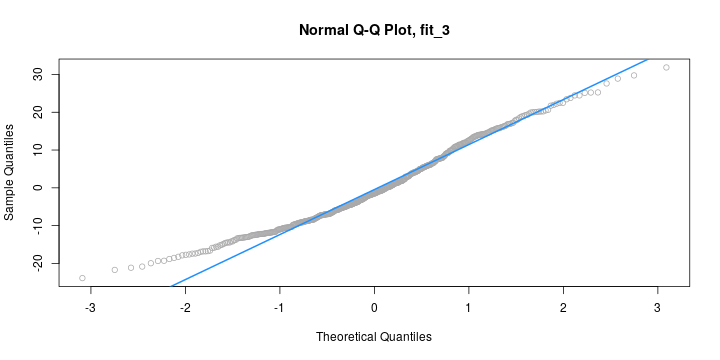 Normal Q-Q Plot, fit_3
Sample Quantiles
30
20
10
0
-10
-20
-3 -2 -1 0 1 2 3
Theoretical Quantiles